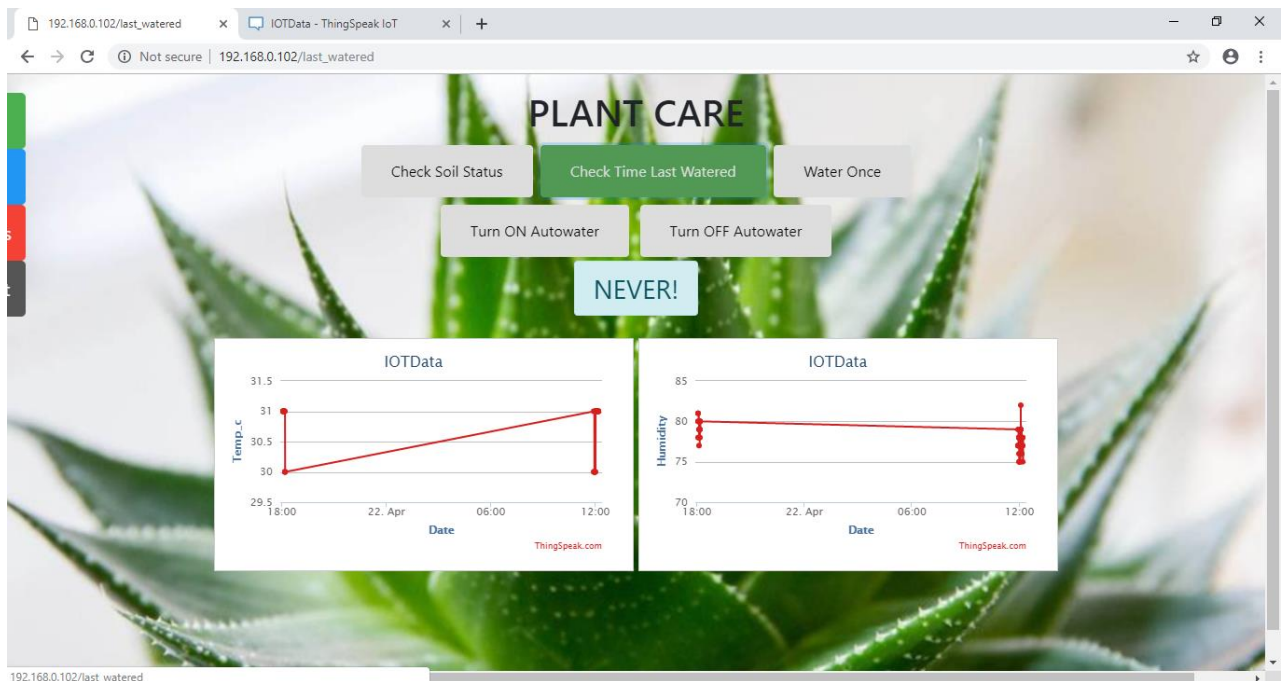 192.168.0.102/last_watered
IOTData - ThingSpeak IoT
Not secure | 192.168.0.102/last_watered
PLANT CARE
Check Soil Status
Check Time Last Watered
Water Once
Turn ON Autowater
Turn OFF Autowater
NEVER!
IOTData
Temp_c
31.5
31
30.5
30
29.5
18:00
22. Apr
06:00
12:00
Date
ThingSpeak.com
IOTData
Humidity
85
80
75
70
18:00
22. Apr
06:00
12:00
Date
ThingSpeak.com
192.168.0.102/last_watered